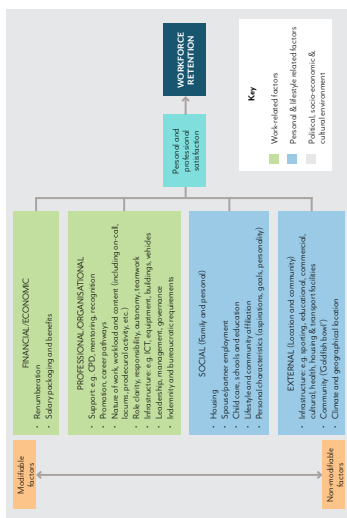 Modifiable
factors
Non-modifiable
factors
FINANCIAL/ECONOMIC
• Renumberation
• Salary packaging and benefits
PROFESSIONAL/ORGANISATIONAL
• Support: e.g. CPD, mentoring, recognition
• Promotion, career pathways
• Nature of work, workload and content (including on-call,
locums, prodecural activity, etc.)
• Role clarity, responsibility, autonomy, teamwork
• Infrastructure: e.g. ICT, equipment, buildings, vehicles
• Leadership, management, governance
• Indemnity and bureaucratic requirements
SOCIAL (Family and personal)
• Housing
• Spouse/partner employment
• Child care, schools and education
• Lifestyle and community affiliation
• Personal characteristics (aspirations, goals, personality)
EXTERNAL (Location and community)
• Infrastructure: e.g. sporting, educational, commercial,
cultural, health, housing & transport facilities
• Community ('Goldfish bowl')
• Climate and geographical location
Personal and
professional
satisfaction
WORKFORCE
RETENTION
Key
Work-related factors
Personal & lifestyle related factors
Political, socio-economic &
cultural environment